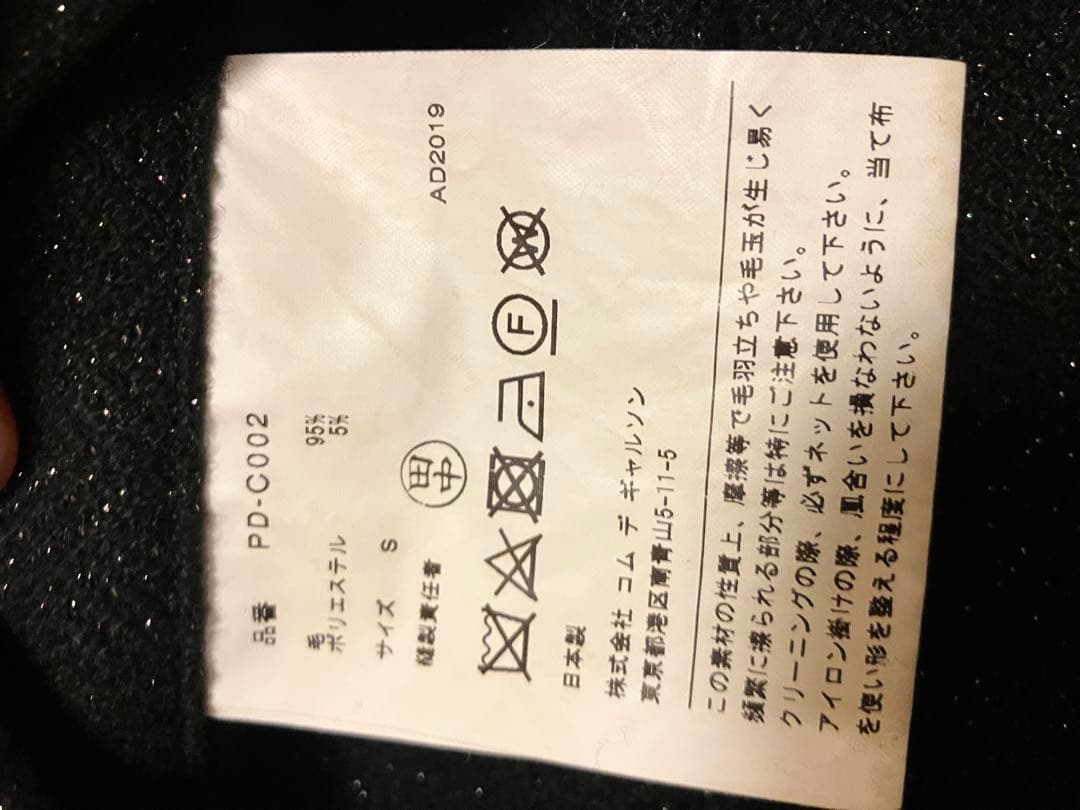 品番 PD-C002
毛 95%
ポリエステル 5%
サイズ S
縫製責任者 田中 AD2019
F
W
日本製
株式会社 コム デ ギャルソン
東京都港区南青山5-11-5
この素材の性質上、摩擦等で毛羽立ちや毛玉が生じ易く
頻繁に擦られる部分等は特にご注意下さい。
クリーニングの際、必ずネットを使用して下さい。
アイロン掛けの際、風合いを損なわないように、当て布
を使い形を整える程度にして下さい。